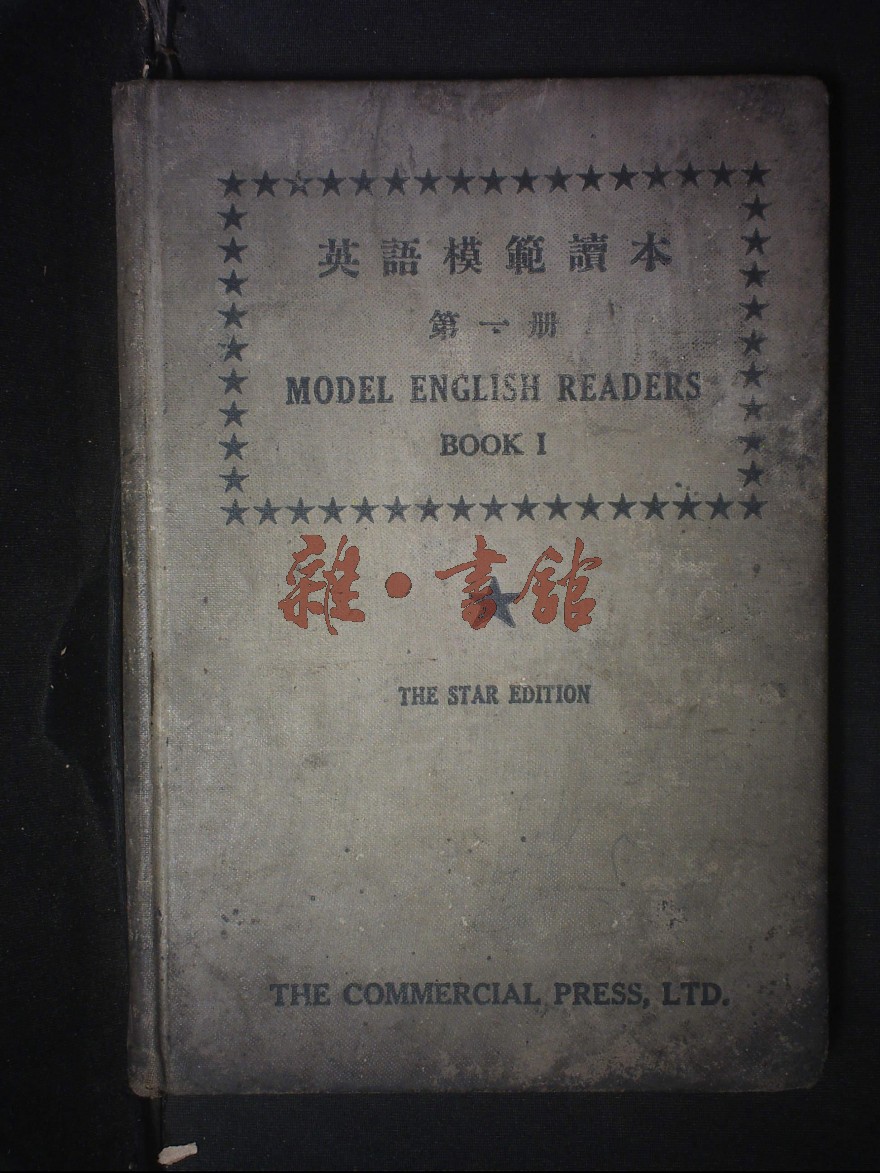 英語模範讀本
第一册
MODEL ENGLISH READERS
BOOK I
雜·書館
THE STAR EDITION
THE COMMERCIAL PRESS, LTD.